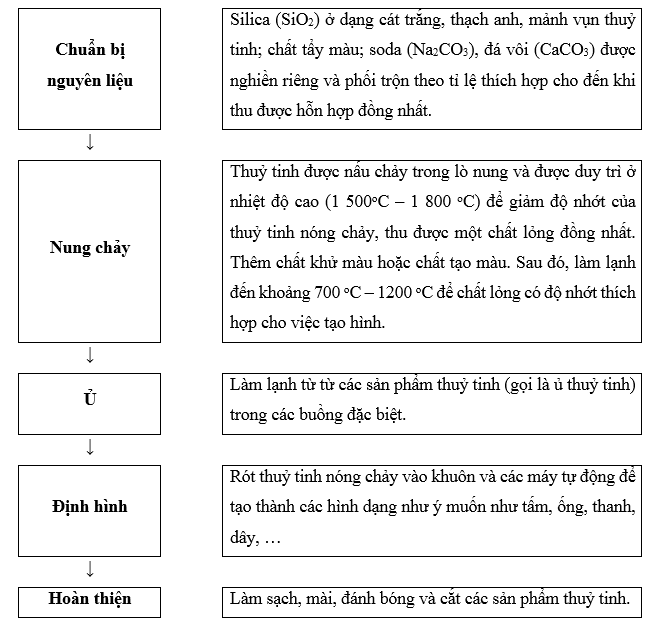 Chuẩn bị
nguyên liệu
Silica (SiO₂) ở dạng cát trắng, thạch anh, mảnh vụn thuỷ
tinh; chất tẩy màu; soda (Na₂CO₃), đá vôi (CaCO₃) được
nghiền riêng và phối trộn theo tỉ lệ thích hợp cho đến khi
thu được hỗn hợp đồng nhất.
↓
Nung chảy
Thuỷ tinh được nấu chảy trong lò nung và được duy trì ở
nhiệt độ cao (1 500°C – 1 800 °C) để giảm độ nhớt của
thuỷ tinh nóng chảy, thu được một chất lỏng đồng nhất.
Thêm chất khử màu hoặc chất tạo màu. Sau đó, làm lạnh
đến khoảng 700 °C – 1200 °C để chất lỏng có độ nhớt thích
hợp cho việc tạo hình.
↓
Ủ
Làm lạnh từ từ các sản phẩm thuỷ tinh (gọi là ủ thuỷ tinh)
trong các buồng đặc biệt.
↓
Định hình
Rót thuỷ tinh nóng chảy vào khuôn và các máy tự động để
tạo thành các hình dạng như ý muốn như tấm, ống, thanh,
dây, …
↓
Hoàn thiện
Làm sạch, mài, đánh bóng và cắt các sản phẩm thuỷ tinh.